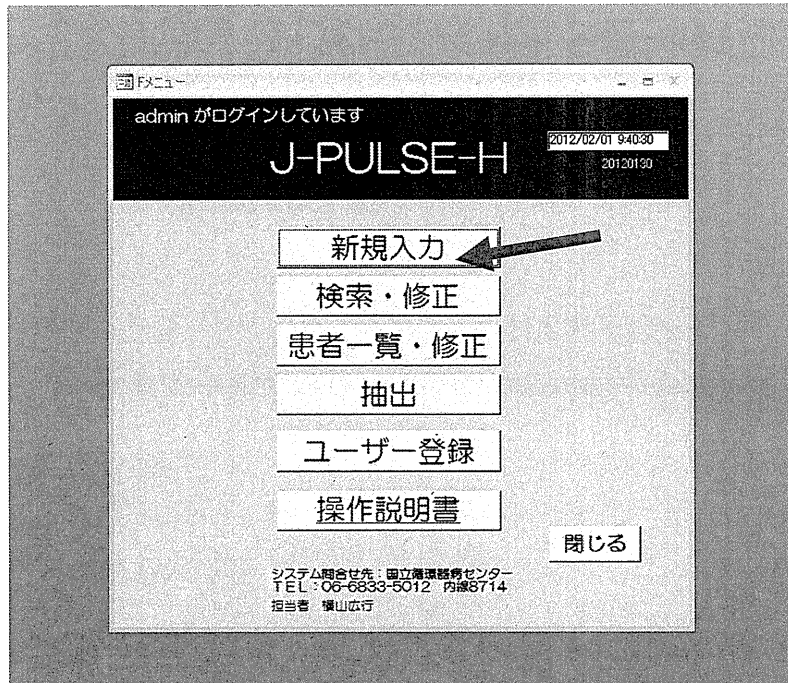 Fメニュー
admin がログインしています
J-PULSE-H
2012/02/01 9:40:30
20120130
新規入力
検索・修正
患者一覧・修正
抽出
ユーザー登録
操作説明書
閉じる
システム問合せ先：国立循環器病センター
TEL：06-6833-5012 内線8714
担当者 横山広行